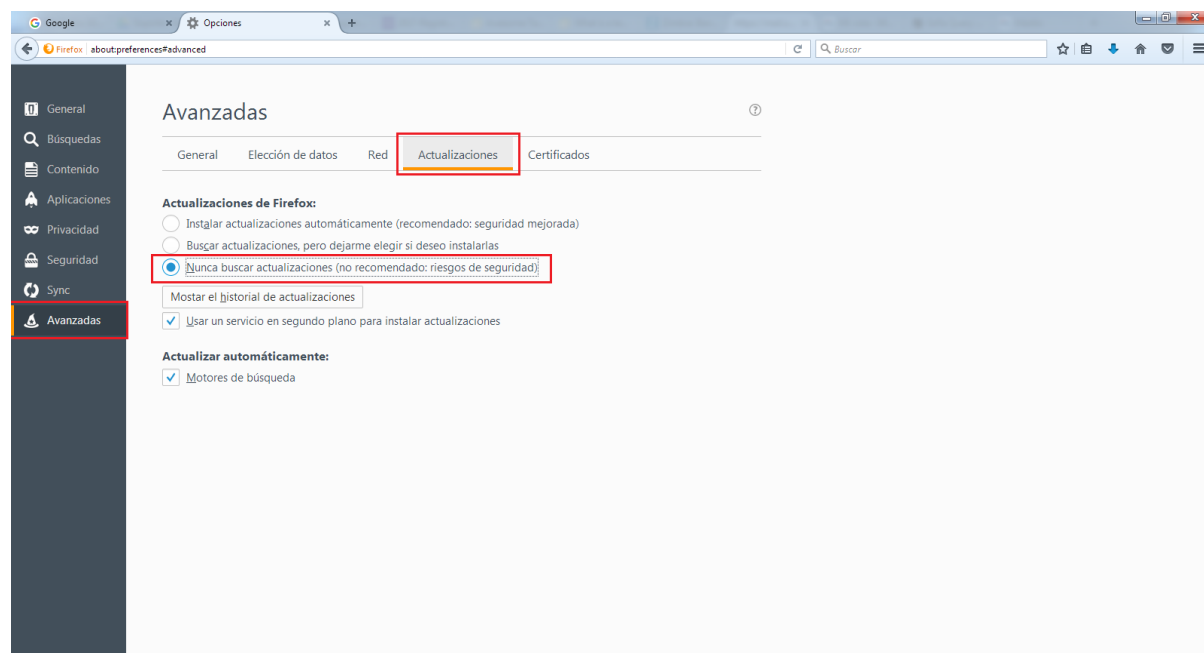 Google
Opciones
Firefox about:preferences#advanced
Buscar
General
Búsquedas
Contenido
Aplicaciones
Privacidad
Seguridad
Sync
Avanzadas
Avanzadas
General Elección de datos Red Actualizaciones Certificados
Actualizaciones de Firefox:
Instalar actualizaciones automáticamente (recomendado: seguridad mejorada)
Buscar actualizaciones, pero dejarme elegir si deseo instalarlas
Nunca buscar actualizaciones (no recomendado: riesgos de seguridad)
Mostar el historial de actualizaciones
Usar un servicio en segundo plano para instalar actualizaciones
Actualizar automáticamente:
Motores de búsqueda